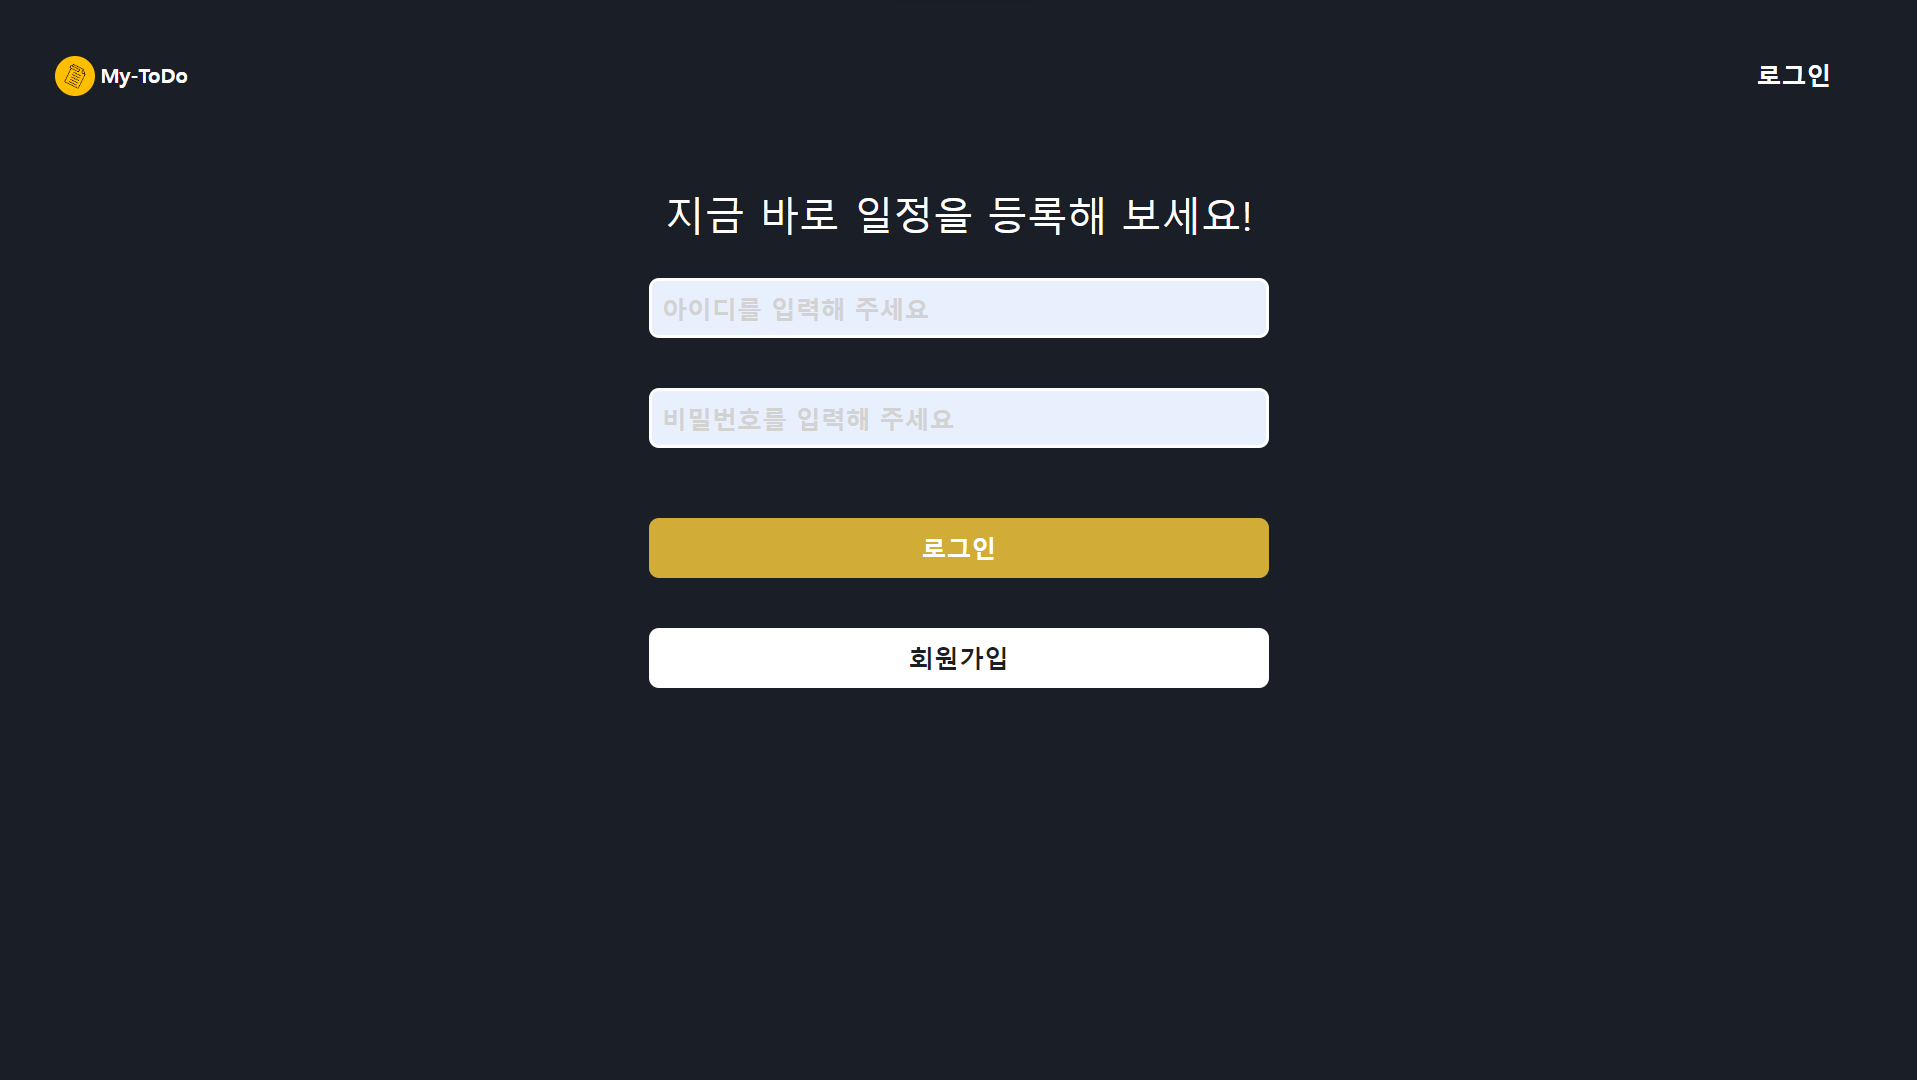 My-ToDo
로그인
지금 바로 일정을 등록해 보세요!
아이디를 입력해 주세요
비밀번호를 입력해 주세요
로그인
회원가입